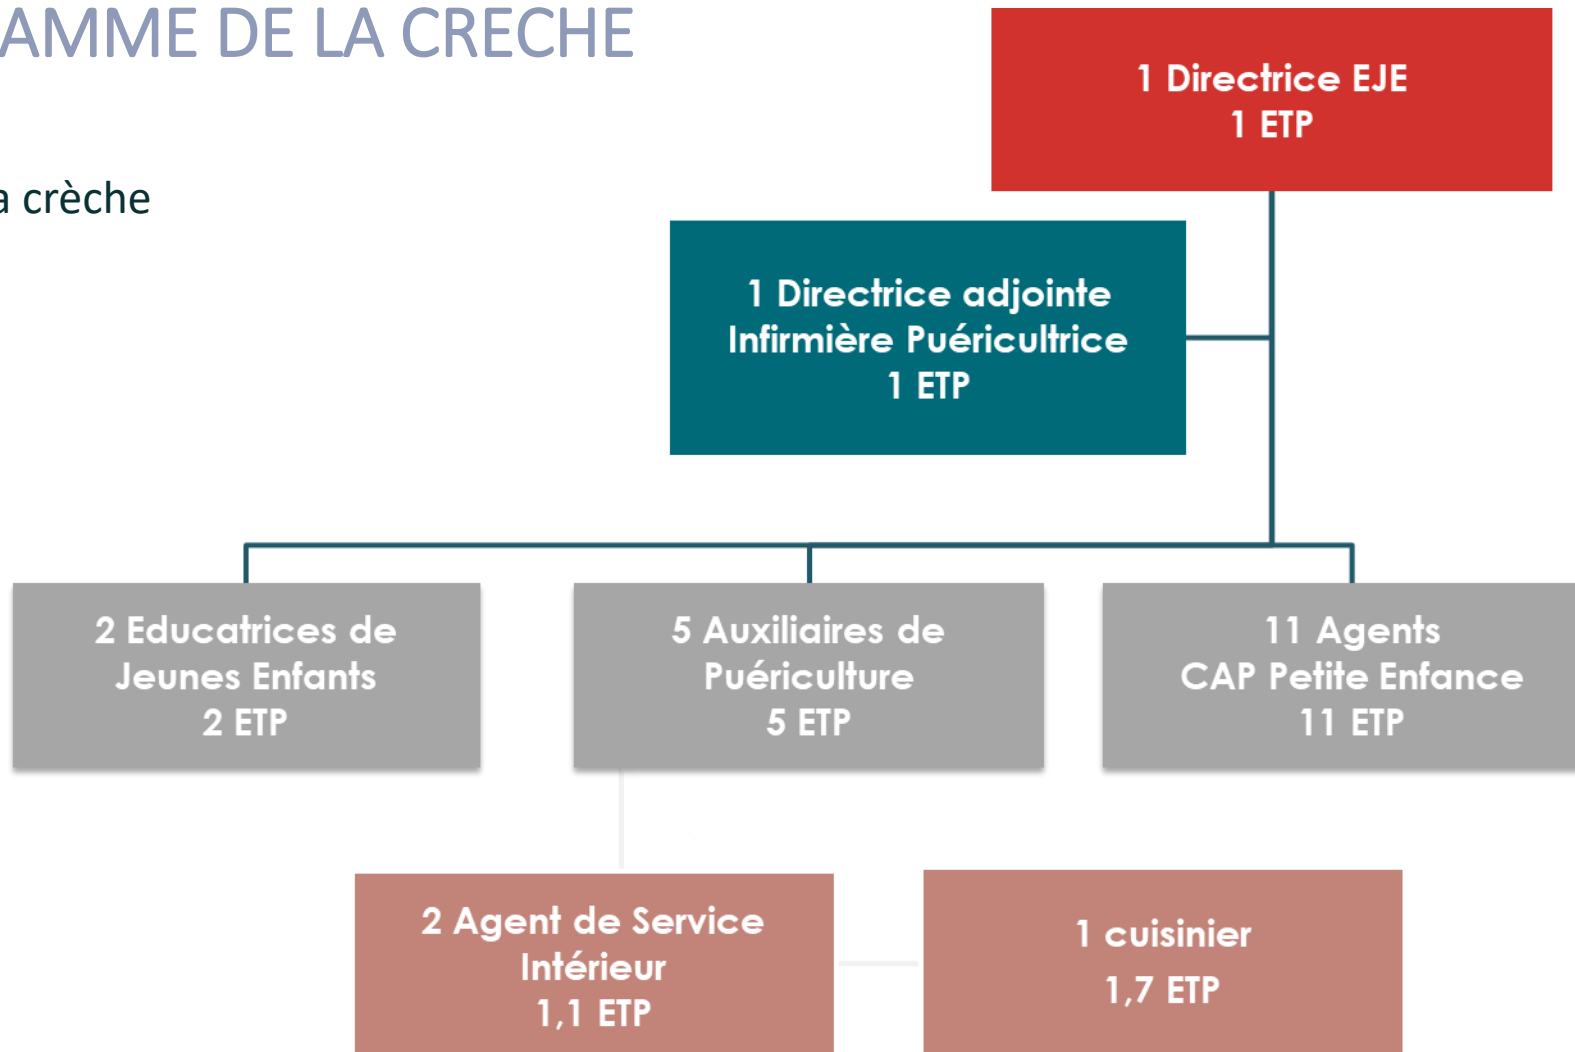 AMME DE LA CRECHE
a crèche
1 Directrice EJE
1 ETP
1 Directrice adjointe
Infirmière Puéricultrice
1 ETP
2 Educatrices de
Jeunes Enfants
2 ETP
5 Auxiliaires de
Puériculture
5 ETP
11 Agents
CAP Petite Enfance
11 ETP
2 Agent de Service
Intérieur
1,1 ETP
1 cuisinier
1,7 ETP